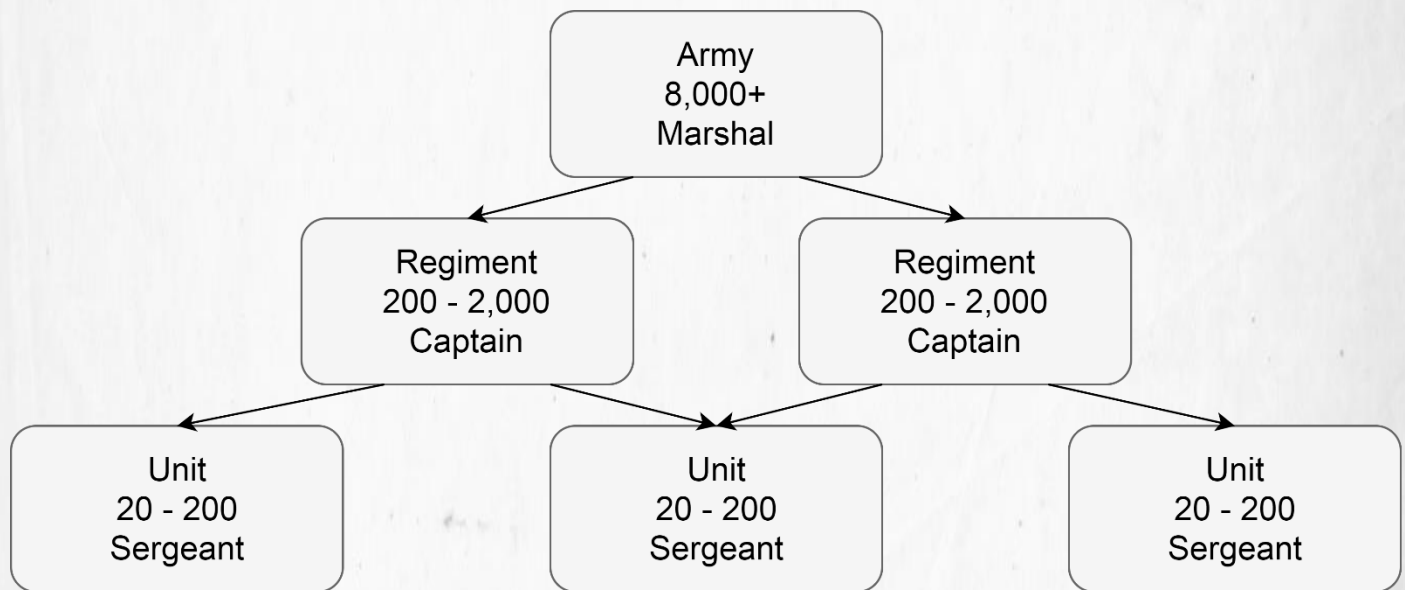 Army
8,000+
Marshal
Regiment
200 - 2,000
Captain
Regiment
200 - 2,000
Captain
Unit
20 - 200
Sergeant
Unit
20 - 200
Sergeant
Unit
20 - 200
Sergeant